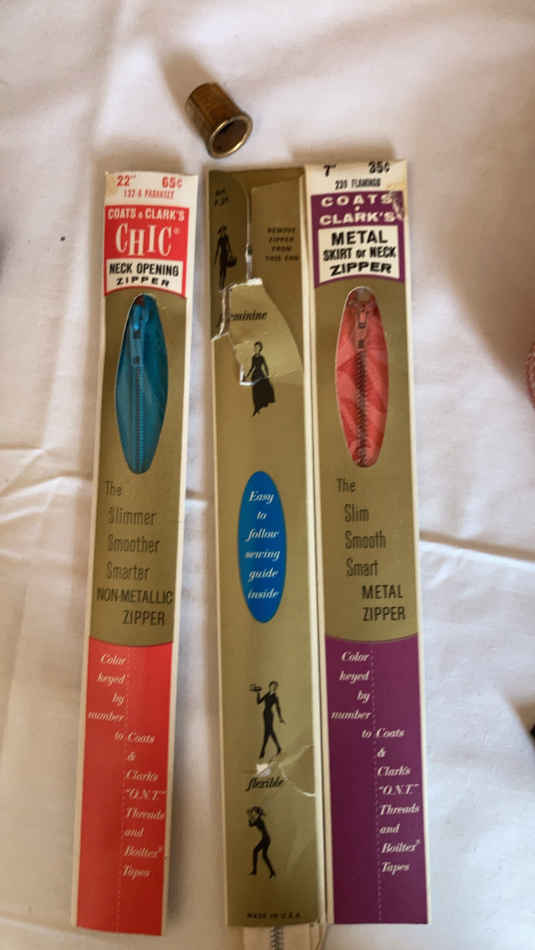 22" 65¢
132-A PARAKEET
COATS & CLARK'S
CHIC®
NECK OPENING
ZIPPER
The
Slimmer
Smoother
Smarter
NON-METALLIC
ZIPPER
Color
keyed
by
number
to Coats
&
Clark's
"O.N.T."
Threads
and
Boiltex®
Tapes
REMOVE
ZIPPER
FROM
THIS END
feminine
Easy
to
follow
sewing
guide
inside
flexible
MADE IN U.S.A.
7" 35¢
230 FLAMINGO
COATS
&
CLARK'S
METAL
SKIRT or NECK
ZIPPER
The
Slim
Smooth
Smart
METAL
ZIPPER
Color
keyed
by
number
to Coats
&
Clark's
"O.N.T."
Threads
and
Boiltex®
Tapes